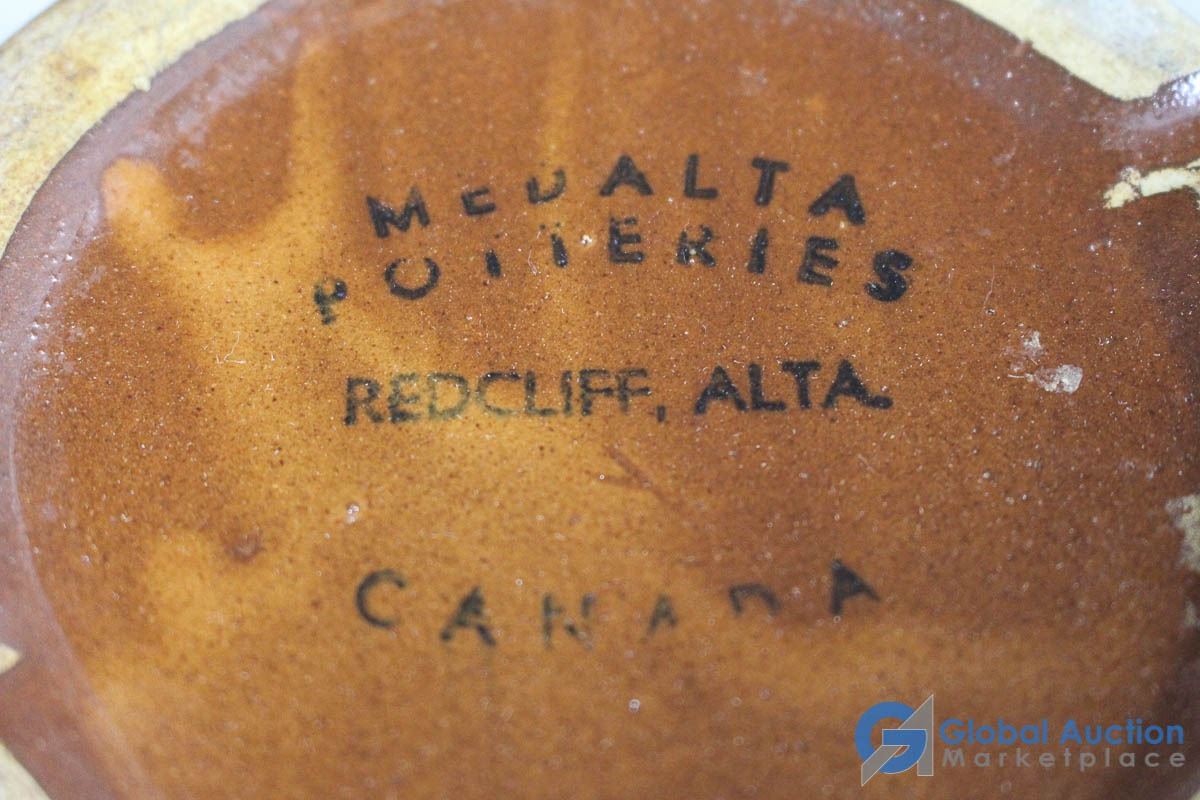 MEDALTA
POTTERIES
REDCLIFF, ALTA.
CANADA
Global Auction
Marketplace